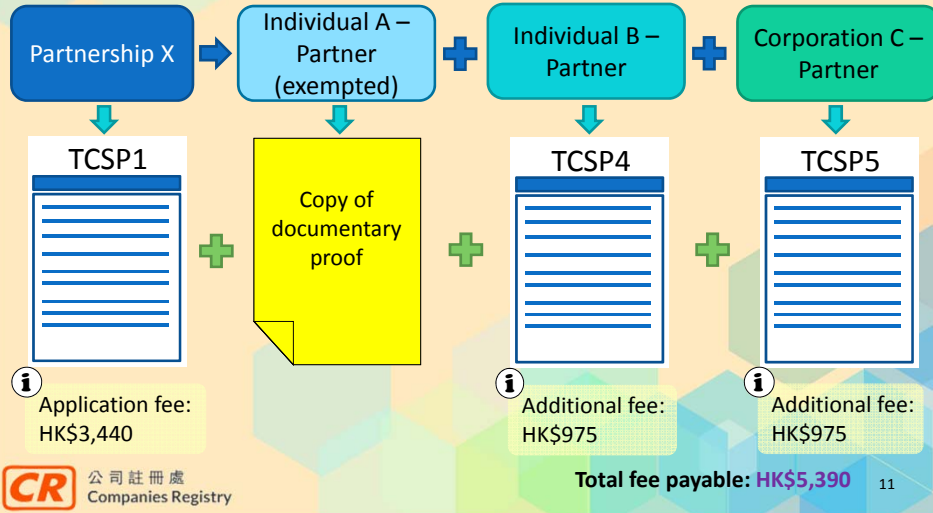 Partnership X
Individual A –
Partner
(exempted)
Individual B –
Partner
Corporation C –
Partner
TCSP1
Copy of
documentary
proof
TCSP4
TCSP5
i
Application fee:
HK$3,440
i
Additional fee:
HK$975
i
Additional fee:
HK$975
CR
公司註冊處
Companies Registry
Total fee payable: HK$5,390
11